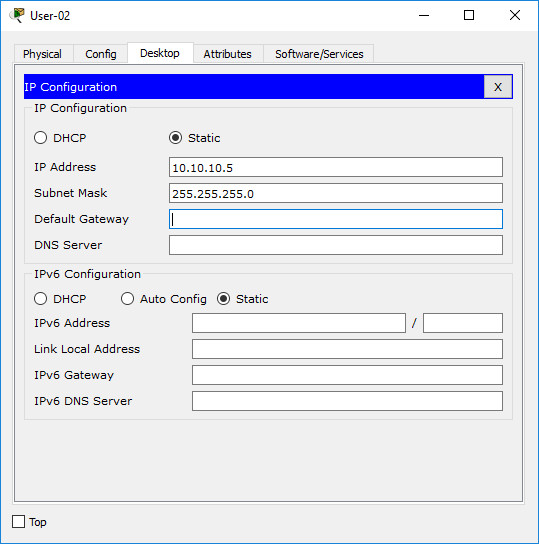 User-02
Physical Config Desktop Attributes Software/Services
IP Configuration X
IP Configuration
DHCP Static
IP Address 10.10.10.5
Subnet Mask 255.255.255.0
Default Gateway
DNS Server
IPv6 Configuration
DHCP Auto Config Static
IPv6 Address /
Link Local Address
IPv6 Gateway
IPv6 DNS Server
Top